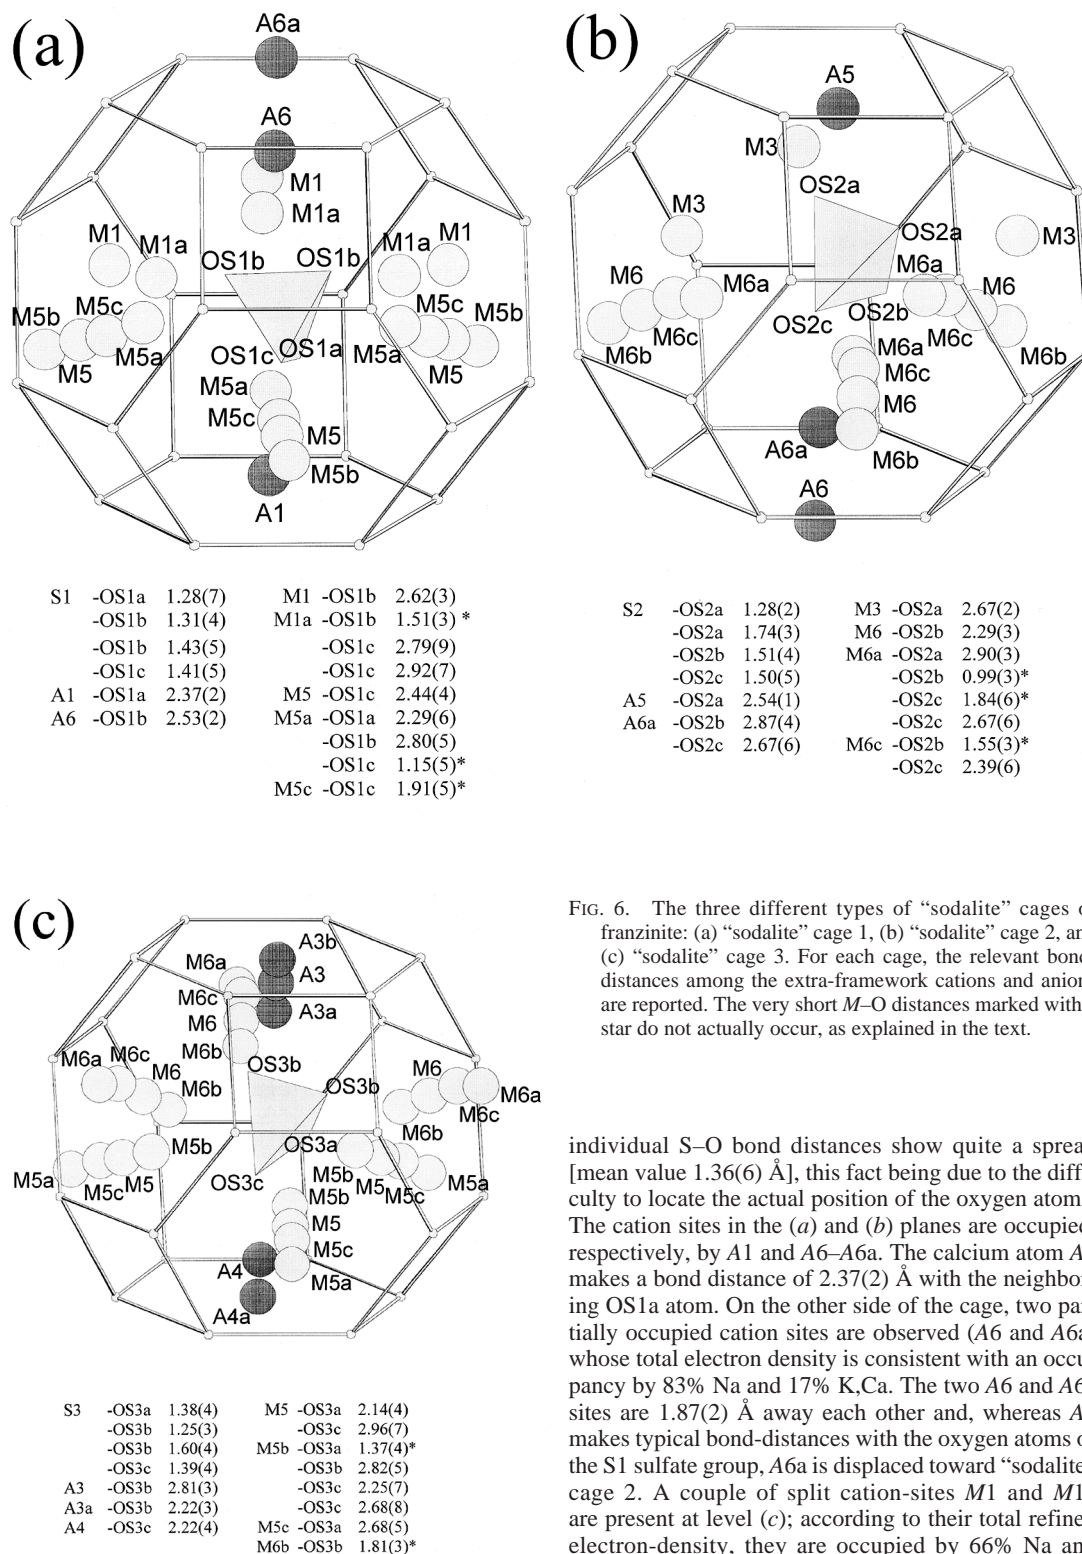 (a)
A6a
A6
M1
M1a
M1
M1a
OS1b
OS1b
M1a
M1
M5c
M5b
M5
M5a
M5c
M5b
M5a
M5
OS1c
OS1a
M5a
M5c
M5
M5b
A1
S1 -OS1a 1.28(7)
-OS1b 1.31(4)
-OS1b 1.43(5)
-OS1c 1.41(5)
A1 -OS1a 2.37(2)
A6 -OS1b 2.53(2)
M1 -OS1b 2.62(3)
M1a -OS1b 1.51(3) *
-OS1c 2.79(9)
-OS1c 2.92(7)
M5 -OS1c 2.44(4)
M5a -OS1a 2.29(6)
-OS1b 2.80(5)
-OS1c 1.15(5)*
M5c -OS1c 1.91(5)*
(b)
A5
M3
OS2a
M3
OS2a
M3
M6
M6a
M6a
M6
M6b
M6c
OS2c
OS2b
M6c
M6b
M6a
M6c
M6
A6a
M6b
A6
S2 -OS2a 1.28(2)
-OS2a 1.74(3)
-OS2b 1.51(4)
-OS2c 1.50(5)
A5 -OS2a 2.54(1)
A6a -OS2b 2.87(4)
-OS2c 2.67(6)
M3 -OS2a 2.67(2)
M6 -OS2b 2.29(3)
M6a -OS2a 2.90(3)
-OS2b 0.99(3)*
-OS2c 1.84(6)*
-OS2c 2.67(6)
M6c -OS2b 1.55(3)*
-OS2c 2.39(6)
(c)
A3b
M6a
A3
M6c
A3a
M6
M6b
M6a
M6c
M6
M6b
OS3b
OS3b
M6
M6a
M6c
M6b
M5b
M5a
M5c
M5
OS3a
OS3c
M5b
M5
M5c
M5a
M5b
M5
M5c
A4
M5a
A4a
S3 -OS3a 1.38(4)
-OS3b 1.25(3)
-OS3b 1.60(4)
-OS3c 1.39(4)
A3 -OS3b 2.81(3)
A3a -OS3b 2.22(3)
A4 -OS3c 2.22(4)
M5 -OS3a 2.14(4)
-OS3c 2.96(7)
M5b -OS3a 1.37(4)*
-OS3b 2.82(5)
-OS3c 2.25(7)
-OS3c 2.68(8)
M5c -OS3a 2.68(5)
M6b -OS3b 1.81(3)*
FIG. 6. The three different types of “sodalite” cages o
franzinite: (a) “sodalite” cage 1, (b) “sodalite” cage 2, an
(c) “sodalite” cage 3. For each cage, the relevant bond
distances among the extra-framework cations and anion
are reported. The very short M–O distances marked with
star do not actually occur, as explained in the text.
individual S–O bond distances show quite a sprea
[mean value 1.36(6) Å], this fact being due to the diffi
culty to locate the actual position of the oxygen atom
The cation sites in the (a) and (b) planes are occupied
respectively, by A1 and A6–A6a. The calcium atom A
makes a bond distance of 2.37(2) Å with the neighbor
ing OS1a atom. On the other side of the cage, two par
tially occupied cation sites are observed (A6 and A6a
whose total electron density is consistent with an occu
pancy by 83% Na and 17% K,Ca. The two A6 and A6
sites are 1.87(2) Å away each other and, whereas A
makes typical bond-distances with the oxygen atoms o
the S1 sulfate group, A6a is displaced toward “sodalite
cage 2. A couple of split cation-sites M1 and M1
are present at level (c); according to their total refine
electron-density, they are occupied by 66% Na an